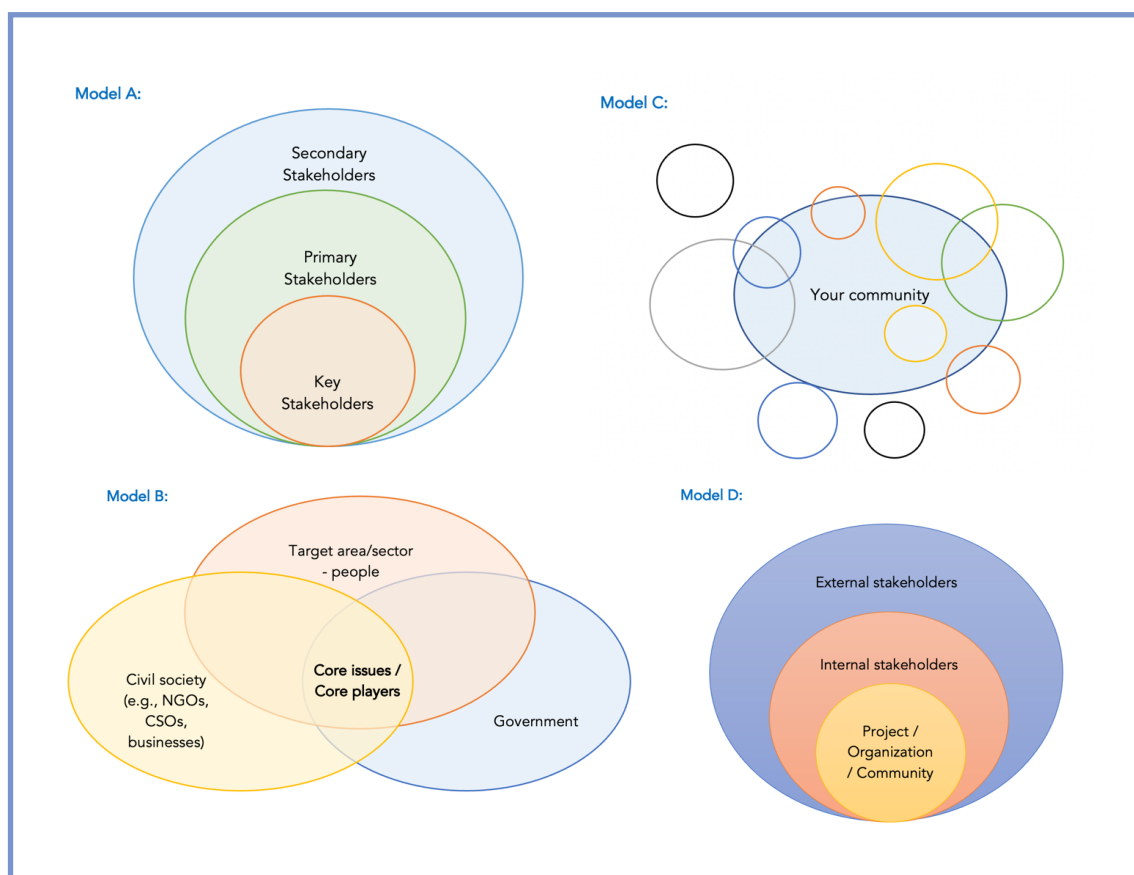 Model A:
Secondary
Stakeholders
Primary
Stakeholders
Key
Stakeholders
Model C:
Your community
Model B:
Target area/sector
- people
Civil society
(e.g., NGOs,
CSOs,
businesses)
Core issues /
Core players
Government
Model D:
External stakeholders
Internal stakeholders
Project /
Organization
/ Community